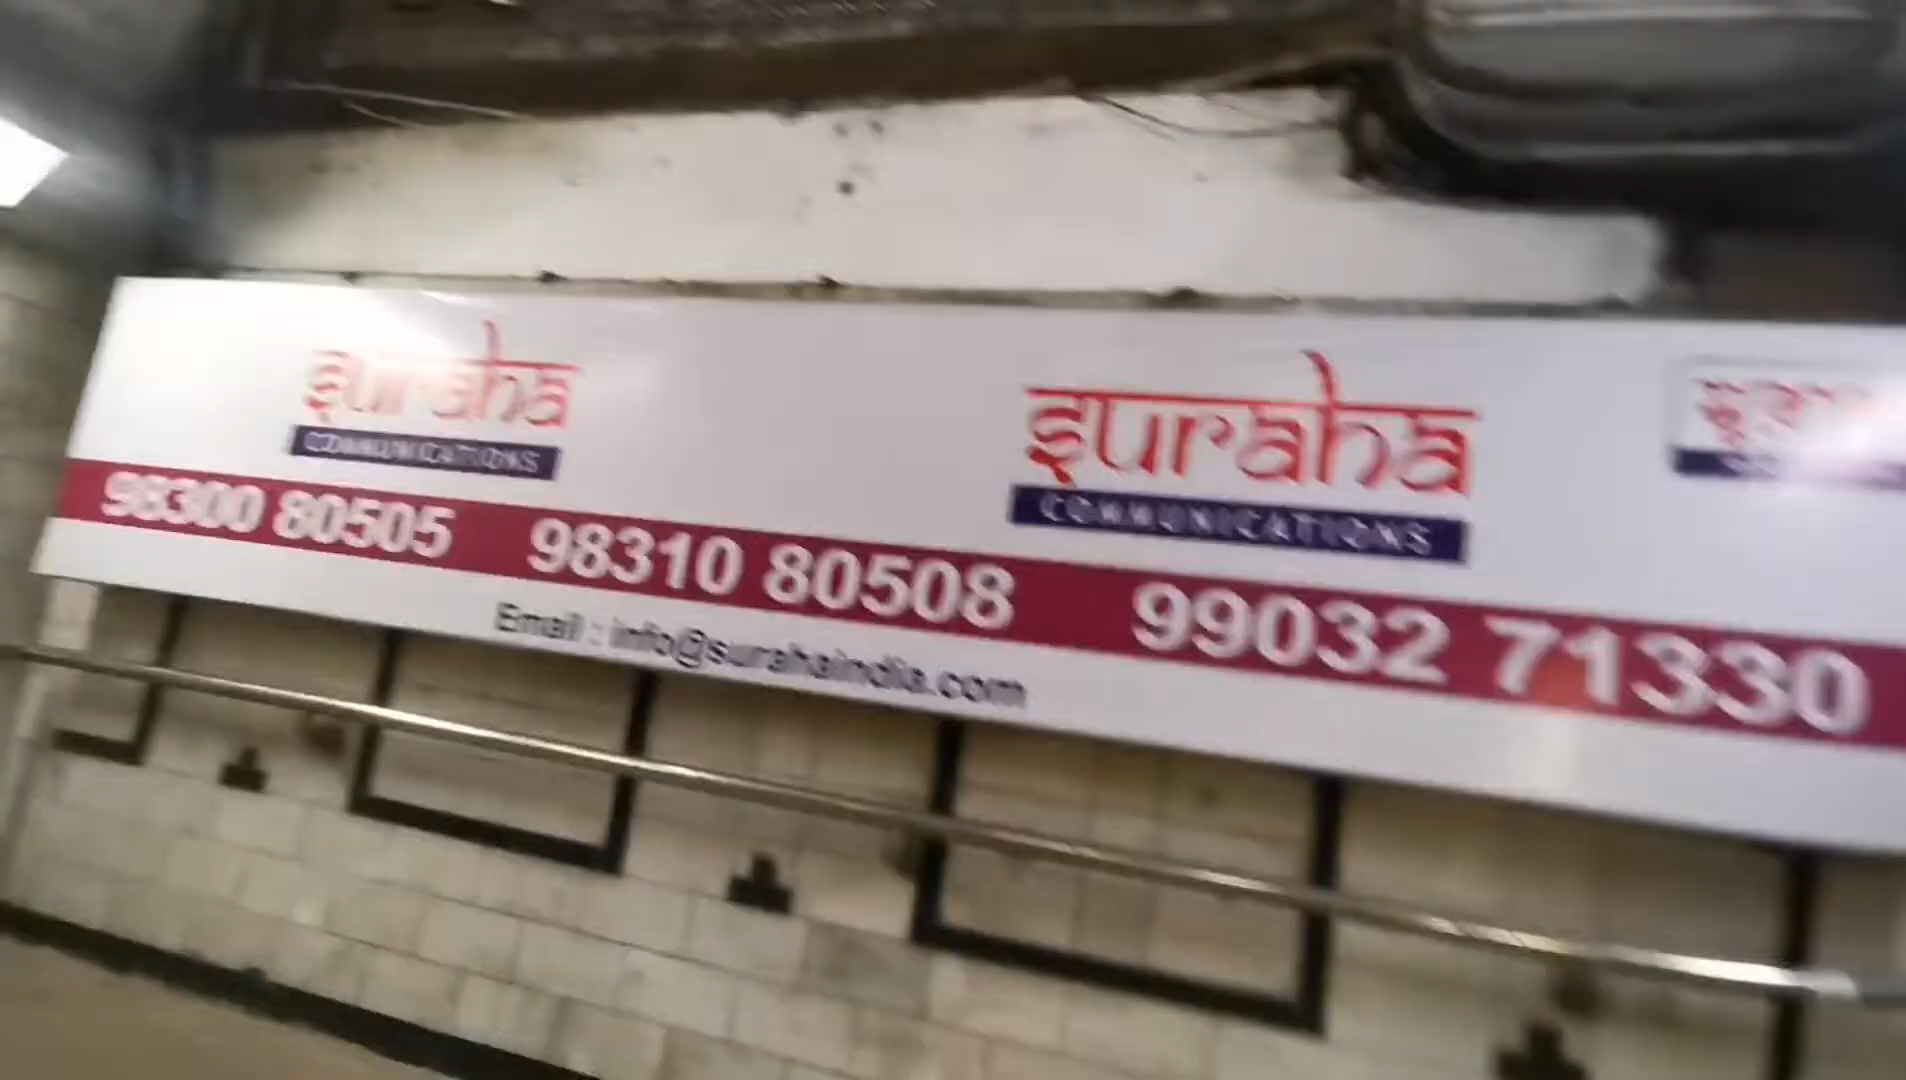 suraha
COMMUNICATIONS
suraha
COMMUNICATIONS
98300 80505 98310 80508 99032 71330
Email : info@surahaindia.com